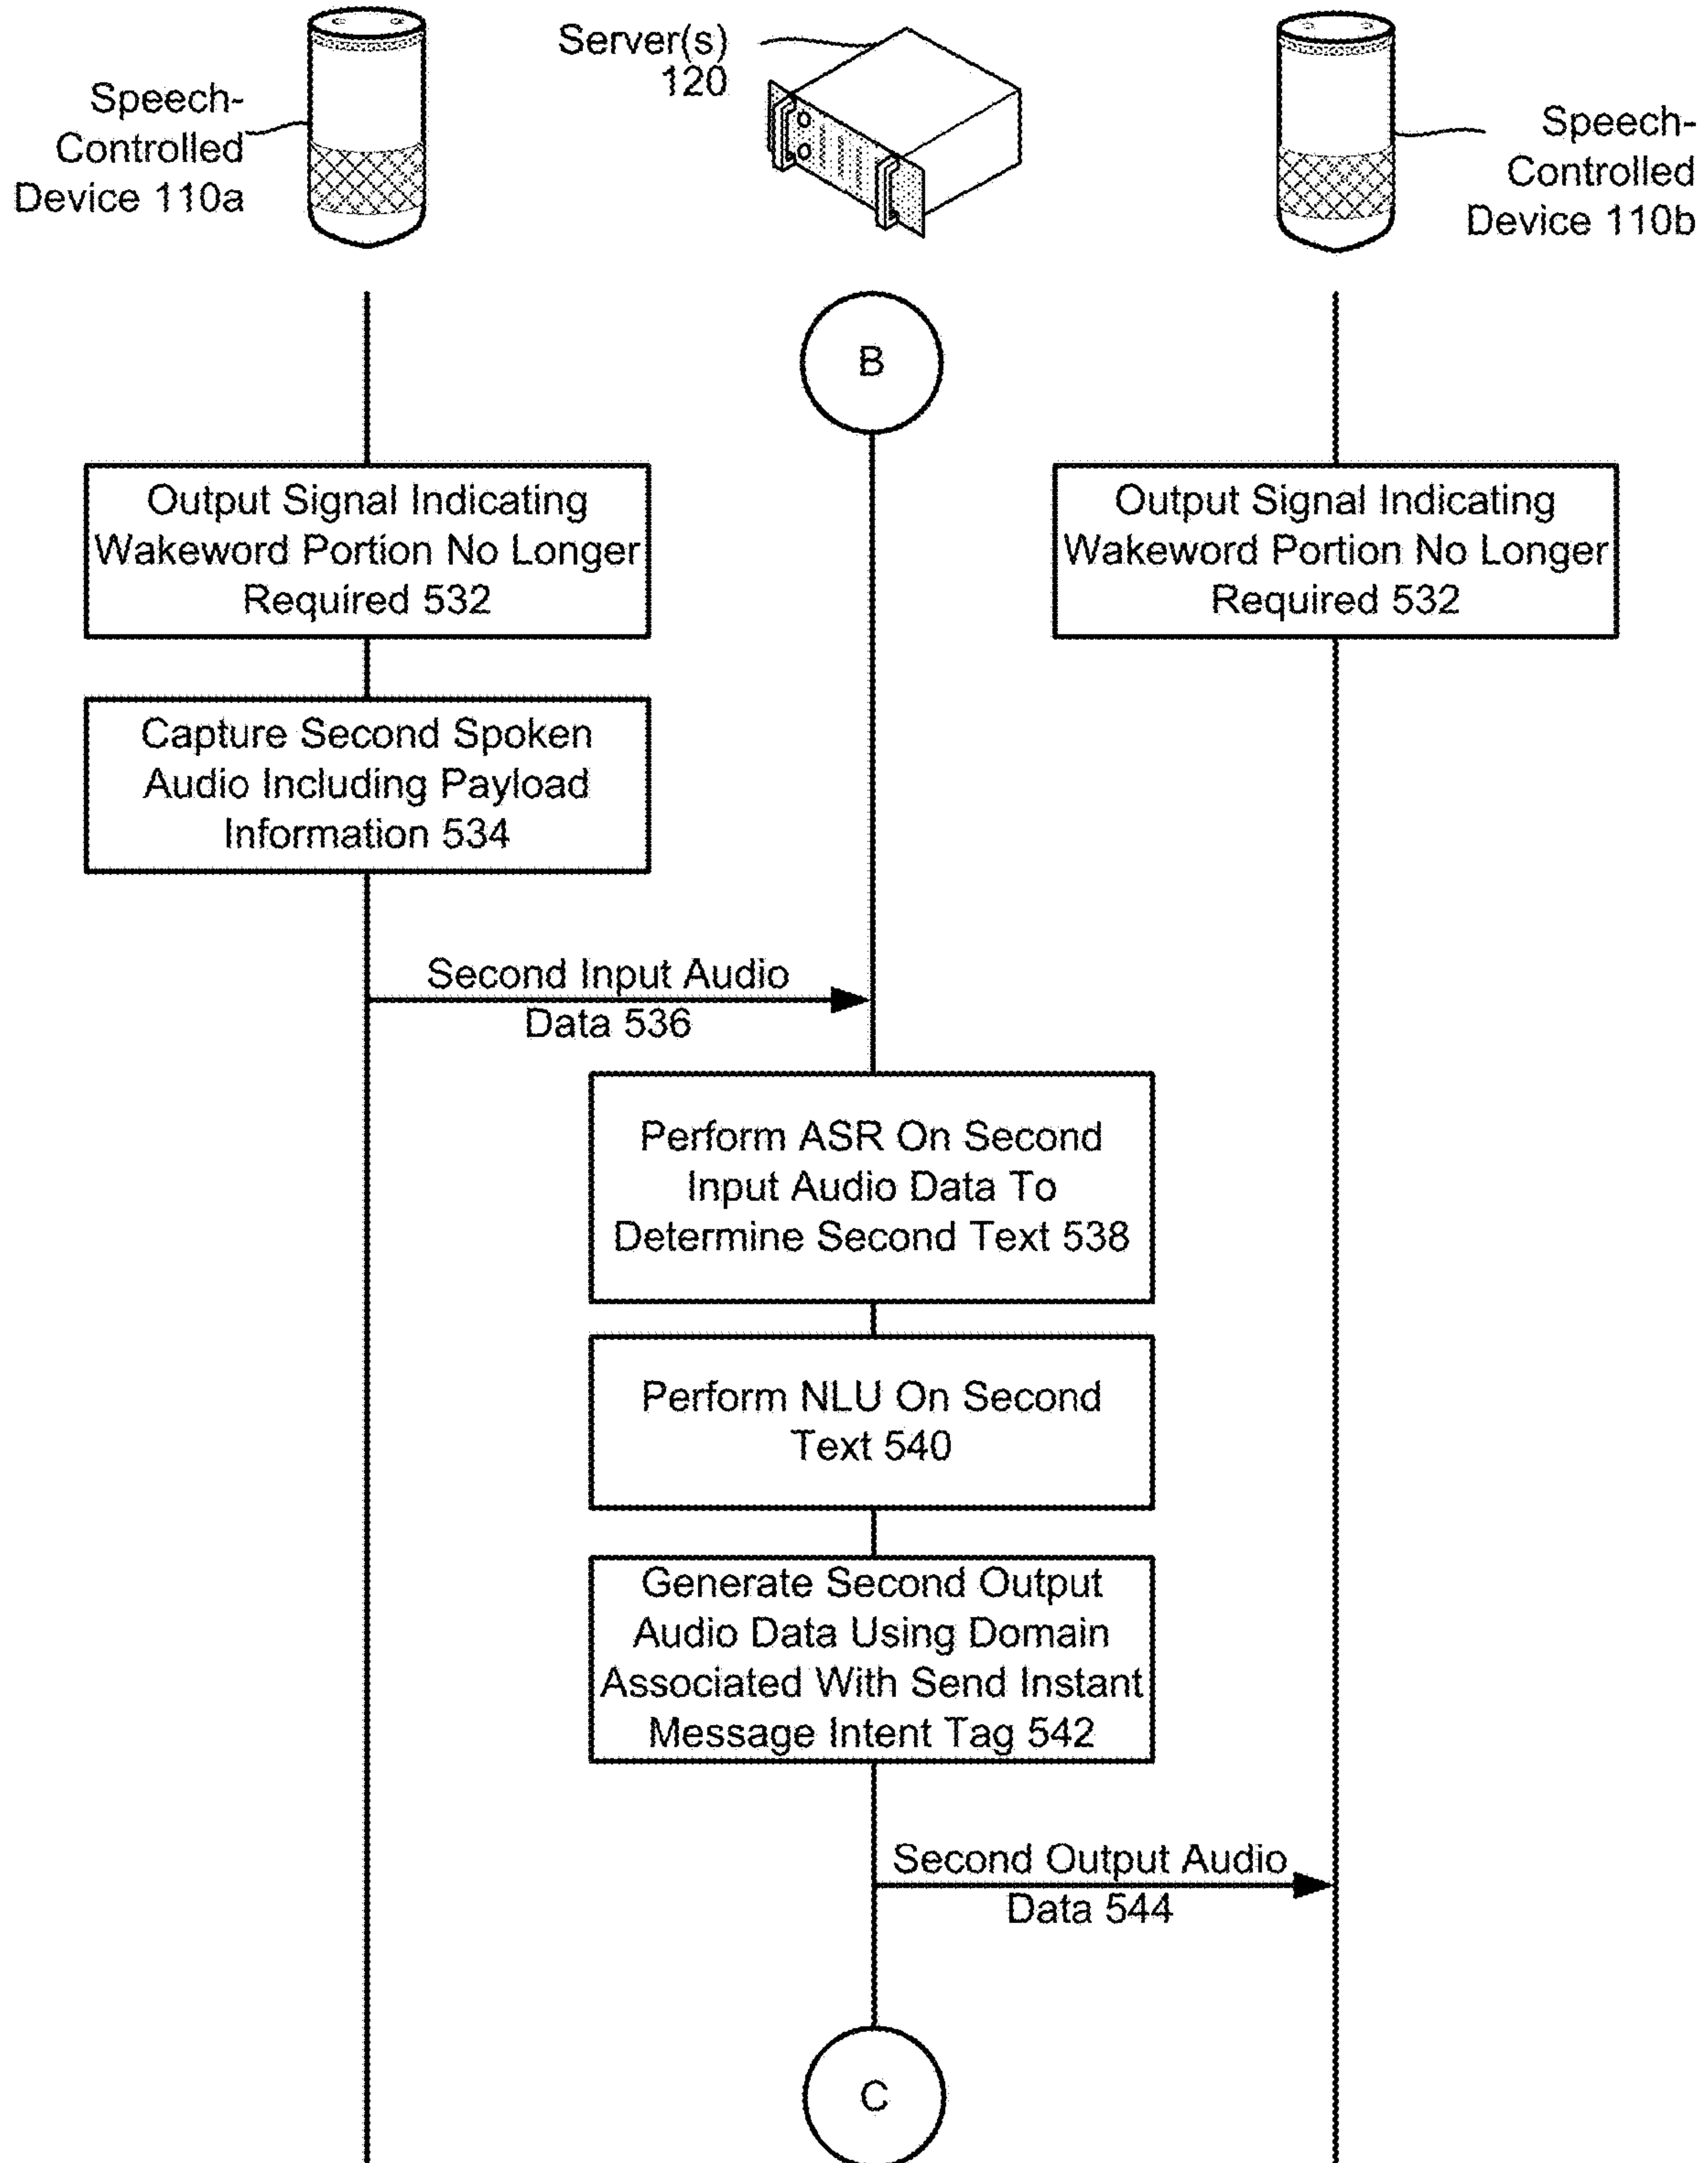 Speech-
Controlled
Device 110a
Server(s)
120
Speech-
Controlled
Device 110b
B
Output Signal Indicating
Wakeword Portion No Longer
Required 532
Output Signal Indicating
Wakeword Portion No Longer
Required 532
Capture Second Spoken
Audio Including Payload
Information 534
Second Input Audio
Data 536
Perform ASR On Second
Input Audio Data To
Determine Second Text 538
Perform NLU On Second
Text 540
Generate Second Output
Audio Data Using Domain
Associated With Send Instant
Message Intent Tag 542
Second Output Audio
Data 544
C